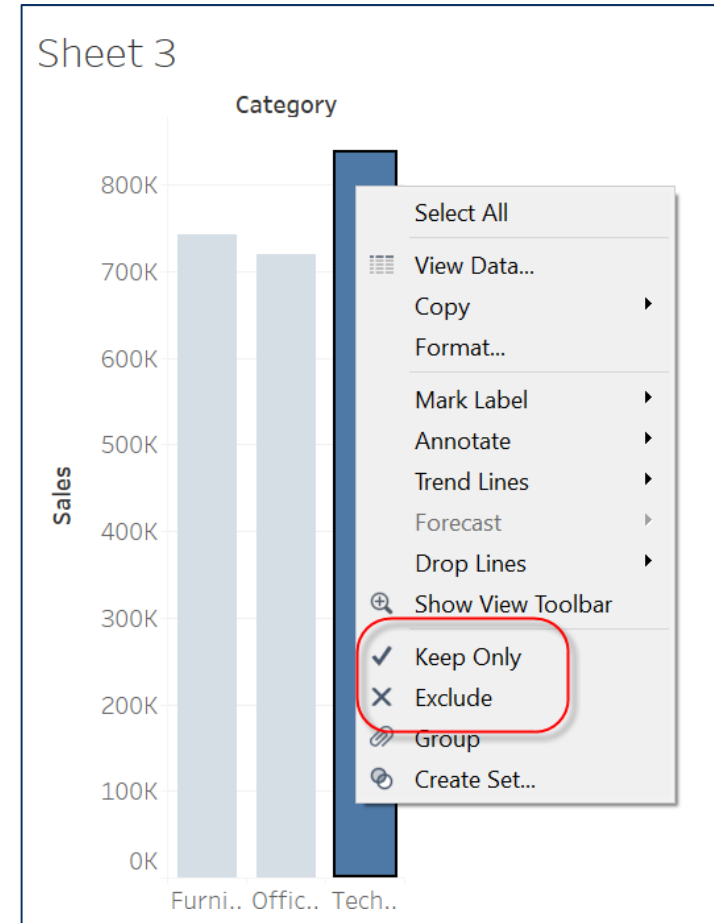 Sheet 3
Category
800K
700K
600K
500K
400K
300K
200K
100K
0K
Sales
Furni.. Offic.. Tech..
Select All
View Data...
Copy
Format...
Mark Label
Annotate
Trend Lines
Forecast
Drop Lines
Show View Toolbar
Keep Only
Exclude
Group
Create Set...